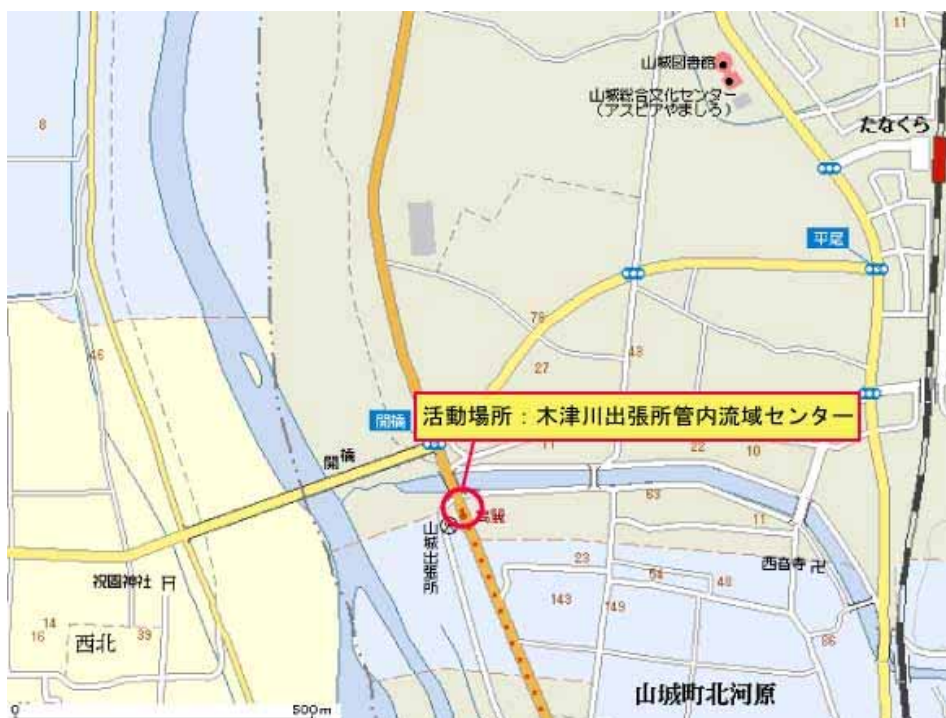 11
山城図書館
山城総合文化センター
(アスピアやましろ)
たなくら
8
平尾
79
46
27
43
開橋
活動場所：木津川出張所管内流域センター
11
22
10
開橋
63
11
山城出張所
西音寺
23
54
48
祝園神社
143
149
14
16
39
西北
86
山城町北河原
0
500m